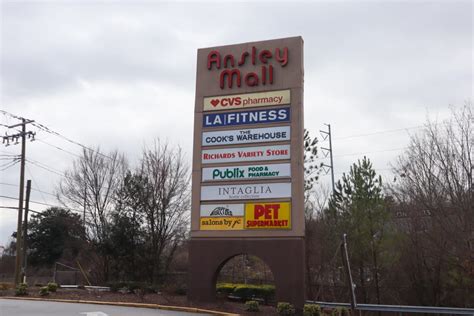 Ansley
Mall
CVS pharmacy
LA|FITNESS
THE
COOK'S WAREHOUSE
RICHARDS VARIETY STORE
Publix FOOD & PHARMACY
INTAGLIA
salons by jc
PET
SUPERMARKET